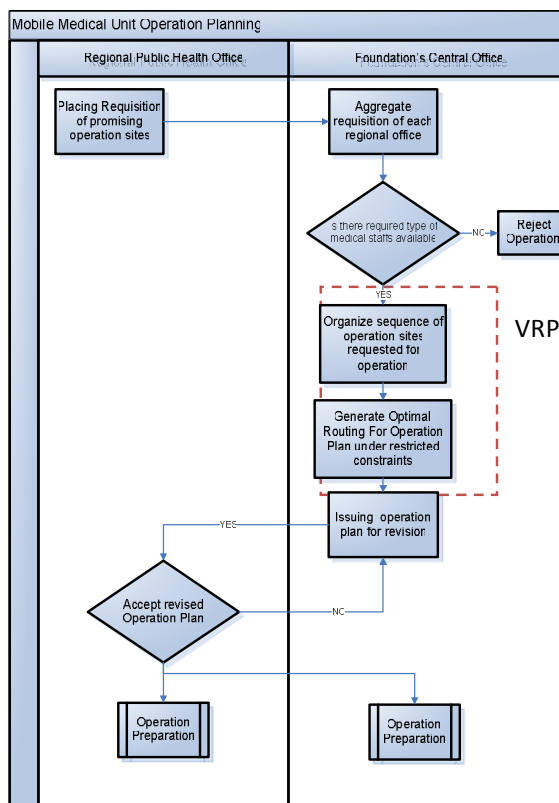 Mobile Medical Unit Operation Planning
Regional Public Health Office
Foundation's Central Office
Placing Requisition
of promising
operation sites
Aggregate
requisition of each
regional office
s there required type of
medical staffs available
NO
Reject
Operation
YES
Organize sequence of
operation sites
requested for
operation
VRP
Generate Optimal
Routing For Operation
Plan under restricted
constraints
Issuing operation
plan for revision
YES
Accept revised
Operation Plan
NO
Operation
Preparation
Operation
Preparation